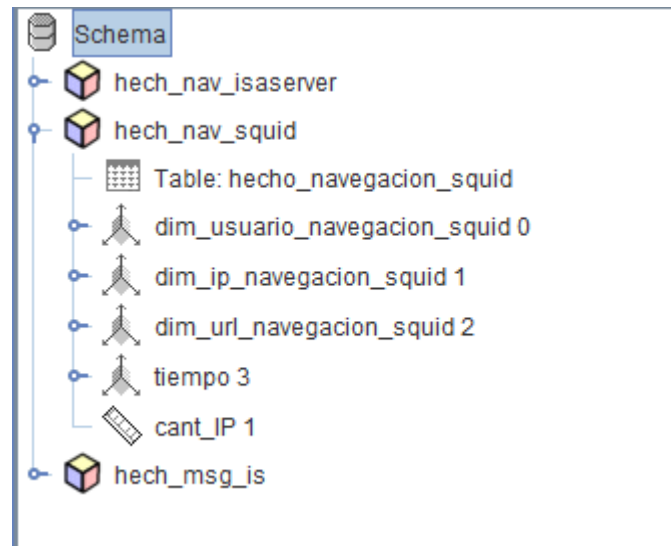 Schema
hech_nav_isaserver
hech_nav_squid
Table: hecho_navegacion_squid
dim_usuario_navegacion_squid 0
dim_ip_navegacion_squid 1
dim_url_navegacion_squid 2
tiempo 3
cant_IP 1
hech_msg_is